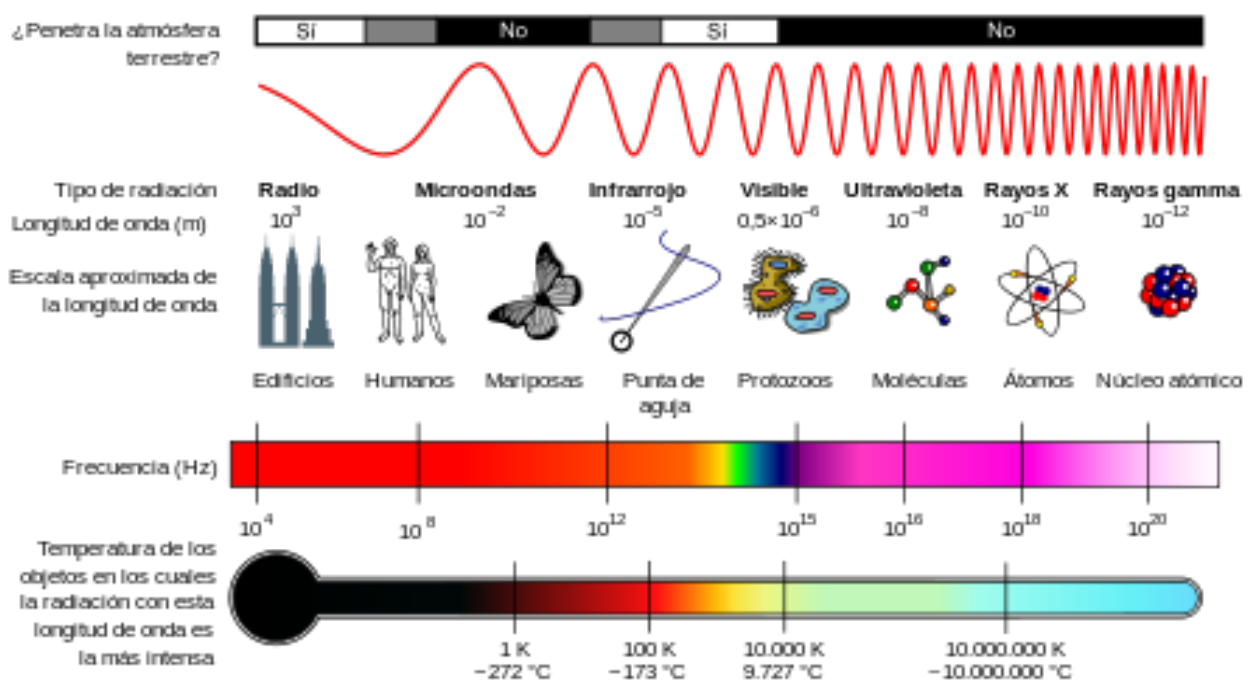 ¿Penetra la atmósfera
terrestre?
Sí No Sí No
Tipo de radiación Radio Microondas Infrarrojo Visible Ultravioleta Rayos X Rayos gamma
Longitud de onda (m) 10³ 10⁻² 10⁻⁵ 0,5×10⁻⁶ 10⁻⁸ 10⁻¹⁰ 10⁻¹²
Escala aproximada de
la longitud de onda
Edificios Humanos Mariposas Punta de Protozoos Moléculas Átomos Núcleo atómico
aguja
Frecuencia (Hz)
10⁴ 10⁸ 10¹² 10¹⁵ 10¹⁶ 10¹⁸ 10²⁰
Temperatura de los
objetos en los cuales
la radiación con esta
longitud de onda es
la más intensa
1 K 100 K 10.000 K 10.000.000 K
−272 °C −173 °C 9.727 °C ~10.000.000 °C